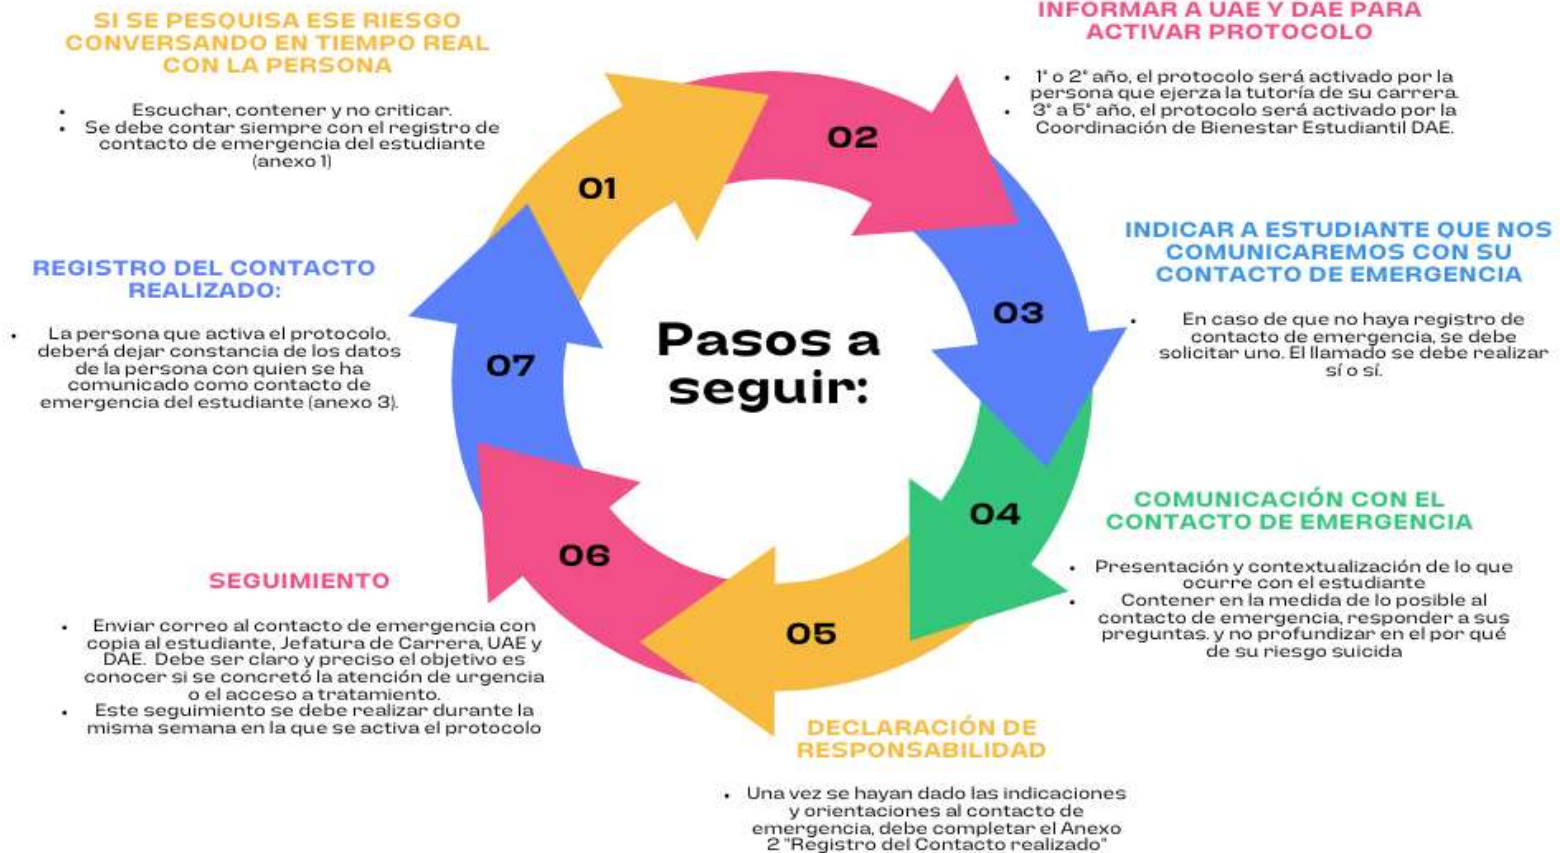 SI SE PESQUISA ESE RIESGO
CONVERSANDO EN TIEMPO REAL
CON LA PERSONA
• Escuchar, contener y no criticar.
• Se debe contar siempre con el registro de
contacto de emergencia del estudiante
(anexo 1)
01
INFORMAR A UAE Y DAE PARA
ACTIVAR PROTOCOLO
• 1° o 2° año, el protocolo será activado por la
persona que ejerza la tutoría de su carrera.
• 3° a 5° año, el protocolo será activado por la
Coordinación de Bienestar Estudiantil DAE.
02
INDICAR A ESTUDIANTE QUE NOS
COMUNICAREMOS CON SU
CONTACTO DE EMERGENCIA
• En caso de que no haya registro de
contacto de emergencia, se debe
solicitar uno. El llamado se debe realizar
sí o sí.
03
Pasos a
seguir:
COMUNICACIÓN CON EL
CONTACTO DE EMERGENCIA
• Presentación y contextualización de lo que
ocurre con el estudiante
• Contener en la medida de lo posible al
contacto de emergencia, responder a sus
preguntas. y no profundizar en el por qué
de su riesgo suicida
04
DECLARACIÓN DE
RESPONSABILIDAD
• Una vez se hayan dado las indicaciones
y orientaciones al contacto de
emergencia, debe completar el Anexo
2 "Registro del Contacto realizado"
05
SEGUIMIENTO
• Enviar correo al contacto de emergencia con
copia al estudiante, Jefatura de Carrera, UAE y
DAE. Debe ser claro y preciso el objetivo es
conocer si se concretó la atención de urgencia
o el acceso a tratamiento.
• Este seguimiento se debe realizar durante la
misma semana en la que se activa el protocolo
06
REGISTRO DEL CONTACTO
REALIZADO:
• La persona que activa el protocolo,
deberá dejar constancia de los datos
de la persona con quien se ha
comunicado como contacto de
emergencia del estudiante (anexo 3).
07